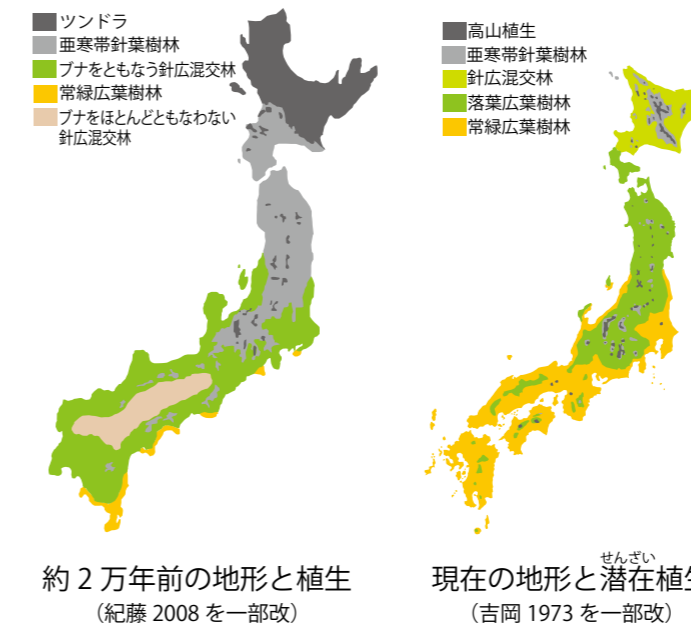 ツンドラ
亜寒帯針葉樹林
ブナをともなう針広混交林
常緑広葉樹林
ブナをほとんどともなわない
針広混交林
高山植生
亜寒帯針葉樹林
針広混交林
落葉広葉樹林
常緑広葉樹林
約2万年前の地形と植生
（紀藤 2008 を一部改）
せんざい
現在の地形と潜在植生
（吉岡 1973 を一部改）